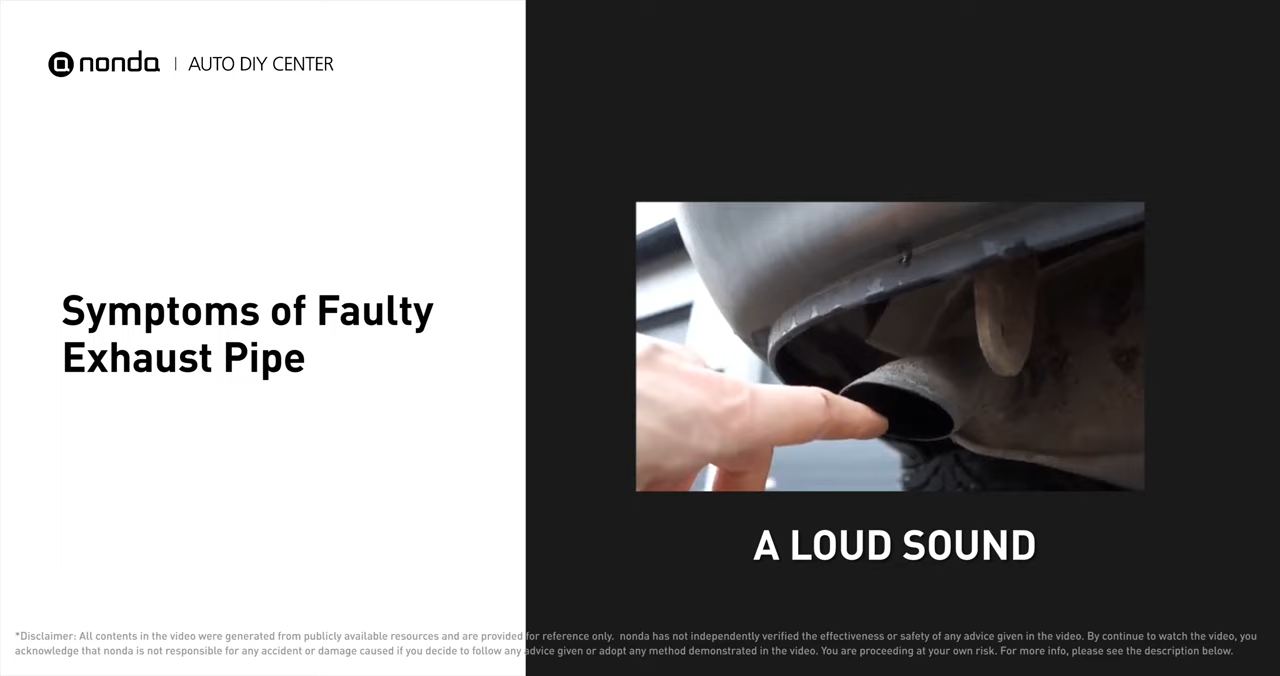 nonda | AUTO DIY CENTER
Symptoms of Faulty
Exhaust Pipe
A LOUD SOUND
*Disclaimer: All contents in the video were generated from publicly available resources and are provided for reference only.  nonda has not independently verified the effectiveness or safety of any advice given in the video. By continue to watch the video, you
acknowledge that nonda is not responsible for any accident or damage caused if you decide to follow any advice given or adopt any method demonstrated in the video. You are proceeding at your own risk. For more info, please see the description below.